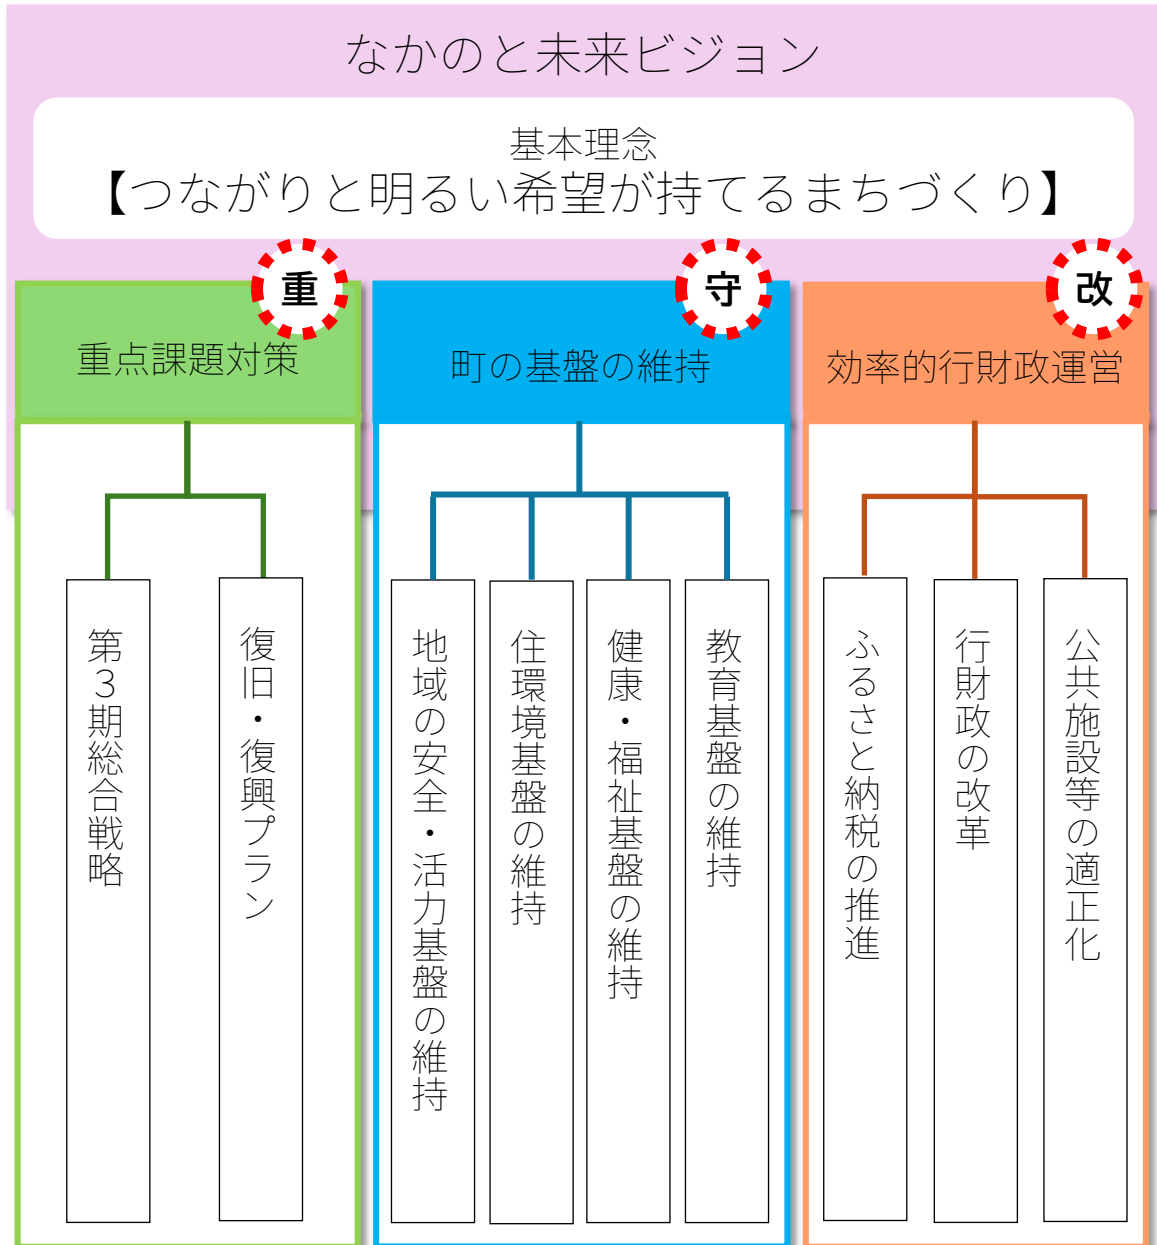 なかのと未来ビジョン
基本理念
【つながりと明るい希望が持てるまちづくり】
重
重点課題対策
第３期総合戦略
復旧・復興プラン
守
町の基盤の維持
地域の安全・活力基盤の維持
住環境基盤の維持
健康・福祉基盤の維持
教育基盤の維持
改
効率的行財政運営
ふるさと納税の推進
行財政の改革
公共施設等の適正化